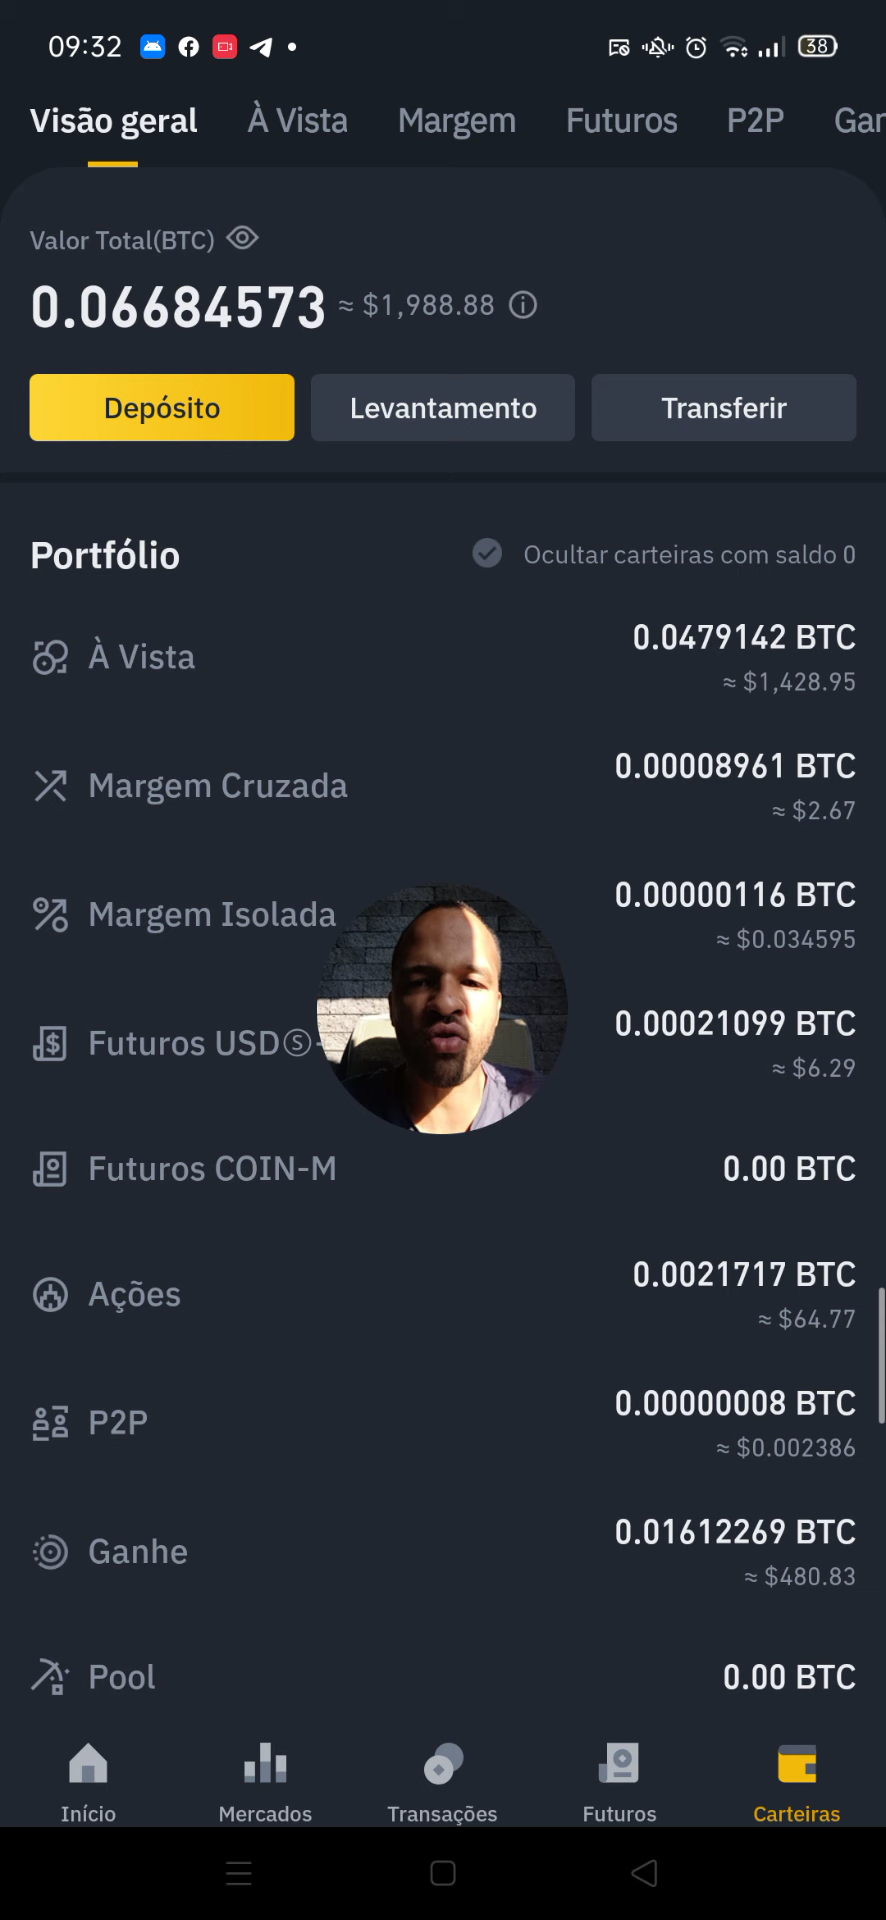 09:32
38
Visão geral À Vista Margem Futuros P2P Gar
Valor Total(BTC)
0.06684573 ≈ $1,988.88
Depósito Levantamento Transferir
Portfólio Ocultar carteiras com saldo 0
À Vista 0.0479142 BTC
≈ $1,428.95
Margem Cruzada 0.00008961 BTC
≈ $2.67
Margem Isolada 0.00000116 BTC
≈ $0.034595
Futuros USDⓈ- 0.00021099 BTC
≈ $6.29
Futuros COIN-M 0.00 BTC
Ações 0.0021717 BTC
≈ $64.77
P2P 0.00000008 BTC
≈ $0.002386
Ganhe 0.01612269 BTC
≈ $480.83
Pool 0.00 BTC
Início Mercados Transações Futuros Carteiras